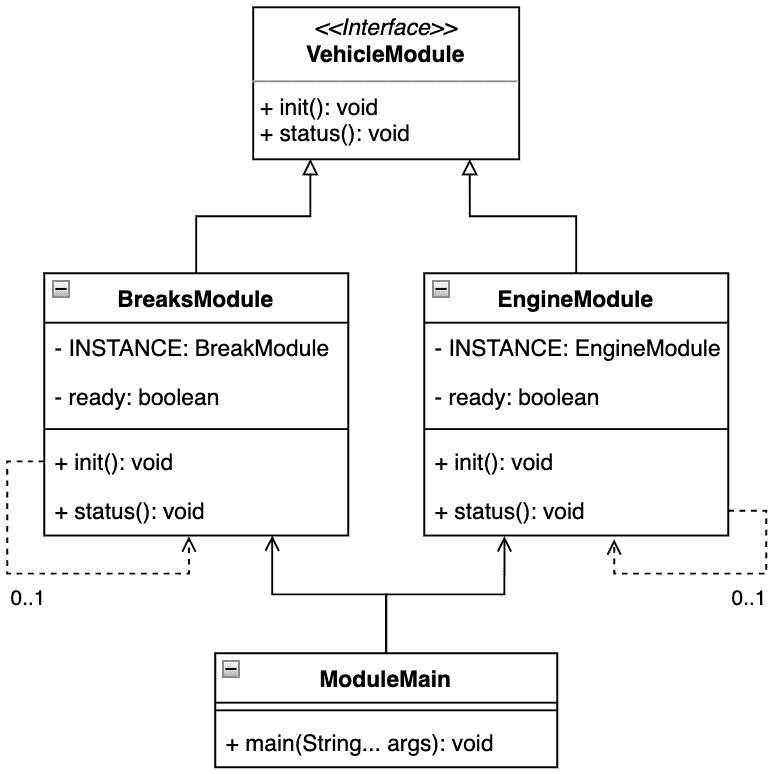 <<Interface>>
VehicleModule
+ init(): void
+ status(): void
BreaksModule
- INSTANCE: BreakModule
- ready: boolean
+ init(): void
+ status(): void
0..1
EngineModule
- INSTANCE: EngineModule
- ready: boolean
+ init(): void
+ status(): void
0..1
ModuleMain
+ main(String... args): void